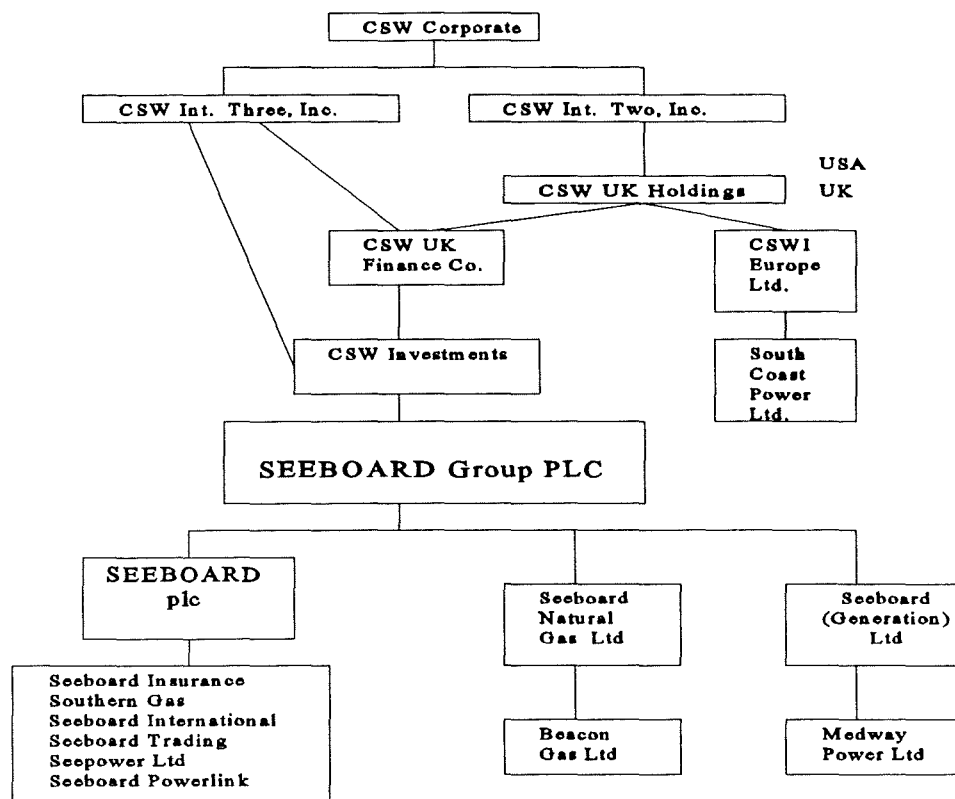 CSW Corporate
CSW Int. Three, Inc.
CSW Int. Two, Inc.
USA
CSW UK Holdings
UK
CSW UK
Finance Co.
CSWI
Europe
Ltd.
CSW Investments
South
Coast
Power
Ltd.
SEEBOARD Group PLC
SEEBOARD
plc
Seeboard
Natural
Gas Ltd
Seeboard
(Generation)
Ltd
Seeboard Insurance
Southern Gas
Seeboard International
Seeboard Trading
Seepower Ltd
Seeboard Powerlink
Beacon
Gas Ltd
Medway
Power Ltd